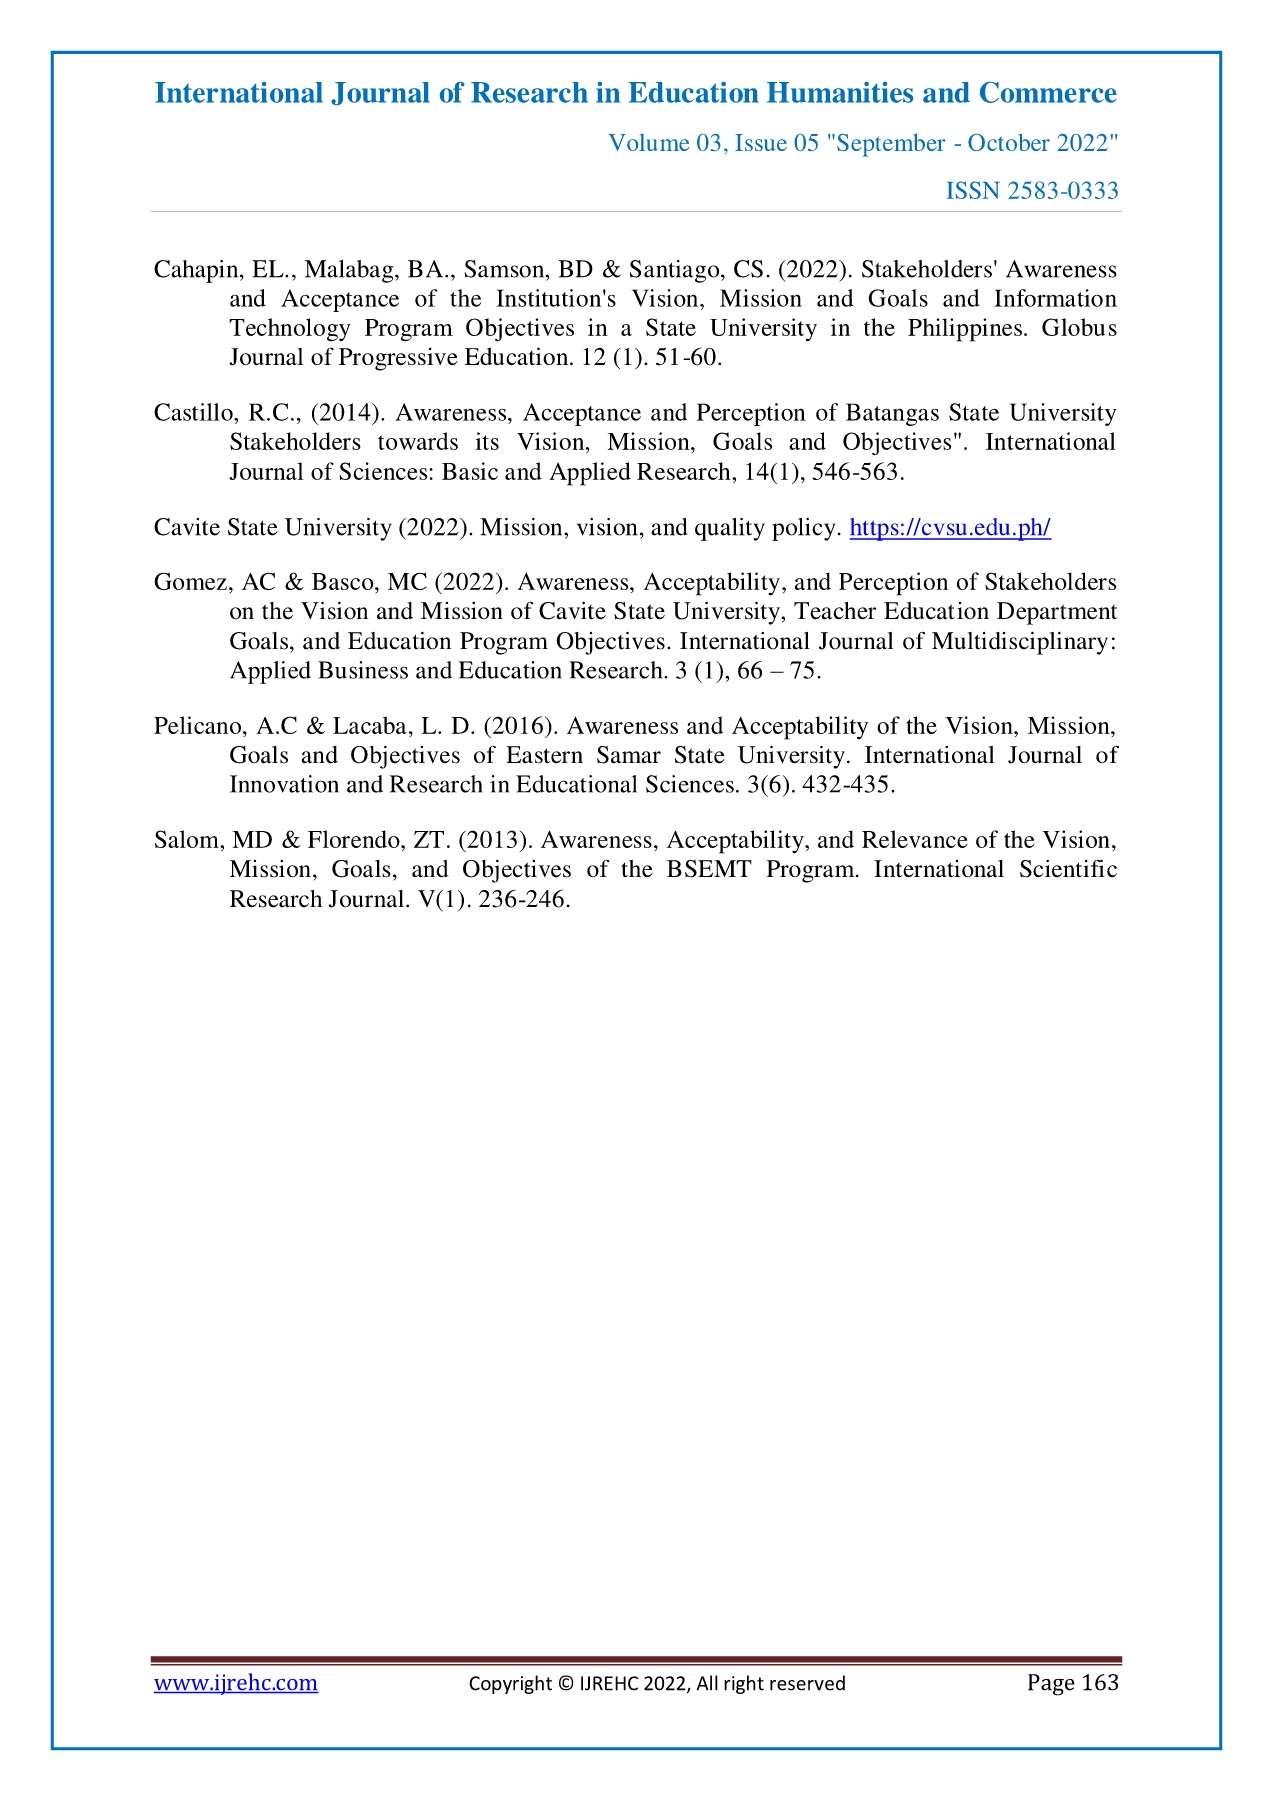 International Journal of Research in Education Humanities and Commerce
Volume 03, Issue 05 "September - October 2022"
ISSN 2583-0333
Cahapin, EL., Malabag, BA., Samson, BD & Santiago, CS. (2022). Stakeholders' Awareness
and Acceptance of the Institution's Vision, Mission and Goals and Information
Technology Program Objectives in a State University in the Philippines. Globus
Journal of Progressive Education. 12 (1). 51-60.
Castillo, R.C., (2014). Awareness, Acceptance and Perception of Batangas State University
Stakeholders towards its Vision, Mission, Goals and Objectives". International
Journal of Sciences: Basic and Applied Research, 14(1), 546-563.
Cavite State University (2022). Mission, vision, and quality policy. https://cvsu.edu.ph/
Gomez, AC & Basco, MC (2022). Awareness, Acceptability, and Perception of Stakeholders
on the Vision and Mission of Cavite State University, Teacher Education Department
Goals, and Education Program Objectives. International Journal of Multidisciplinary:
Applied Business and Education Research. 3 (1), 66 – 75.
Pelicano, A.C & Lacaba, L. D. (2016). Awareness and Acceptability of the Vision, Mission,
Goals and Objectives of Eastern Samar State University. International Journal of
Innovation and Research in Educational Sciences. 3(6). 432-435.
Salom, MD & Florendo, ZT. (2013). Awareness, Acceptability, and Relevance of the Vision,
Mission, Goals, and Objectives of the BSEMT Program. International Scientific
Research Journal. V(1). 236-246.
www.ijrehc.com Copyright © IJREHC 2022, All right reserved Page 163